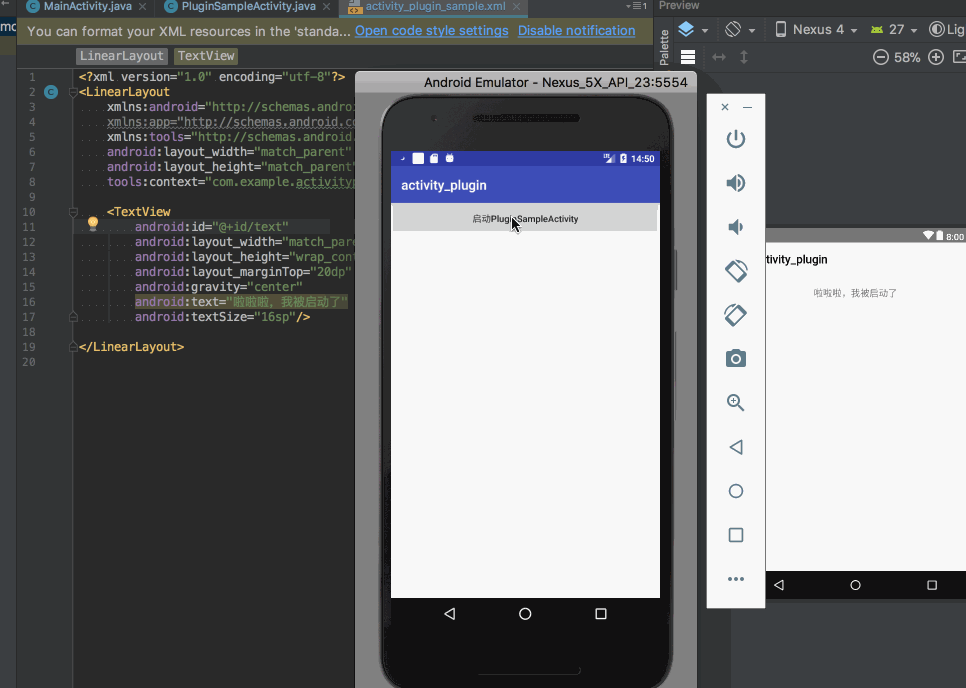 MainActivity.java
PluginSampleActivity.java
activity_plugin_sample.xml
1
Preview
You can format your XML resources in the 'standa...
Open code style settings
Disable notification
Palette
Nexus 4
27
58%
LinearLayout
TextView
1 <?xml version="1.0" encoding="utf-8"?>
2 <LinearLayout
3 xmlns:android="http://schemas.androi
4 xmlns:app="http://schemas.android.co
5 xmlns:tools="http://schemas.android.
6 android:layout_width="match_parent"
7 android:layout_height="match_parent"
8 tools:context="com.example.activityp
9
10 <TextView
11 android:id="@+id/text"
12 android:layout_width="match_pare
13 android:layout_height="wrap_cont
14 android:layout_marginTop="20dp"
15 android:gravity="center"
16 android:text="啦啦啦，我被启动了"
17 android:textSize="16sp"/>
18
19 </LinearLayout>
20
Android Emulator - Nexus_5X_API_23:5554
14:50
activity_plugin
启动PluginSampleActivity
8:00
tivity_plugin
啦啦啦，我被启动了